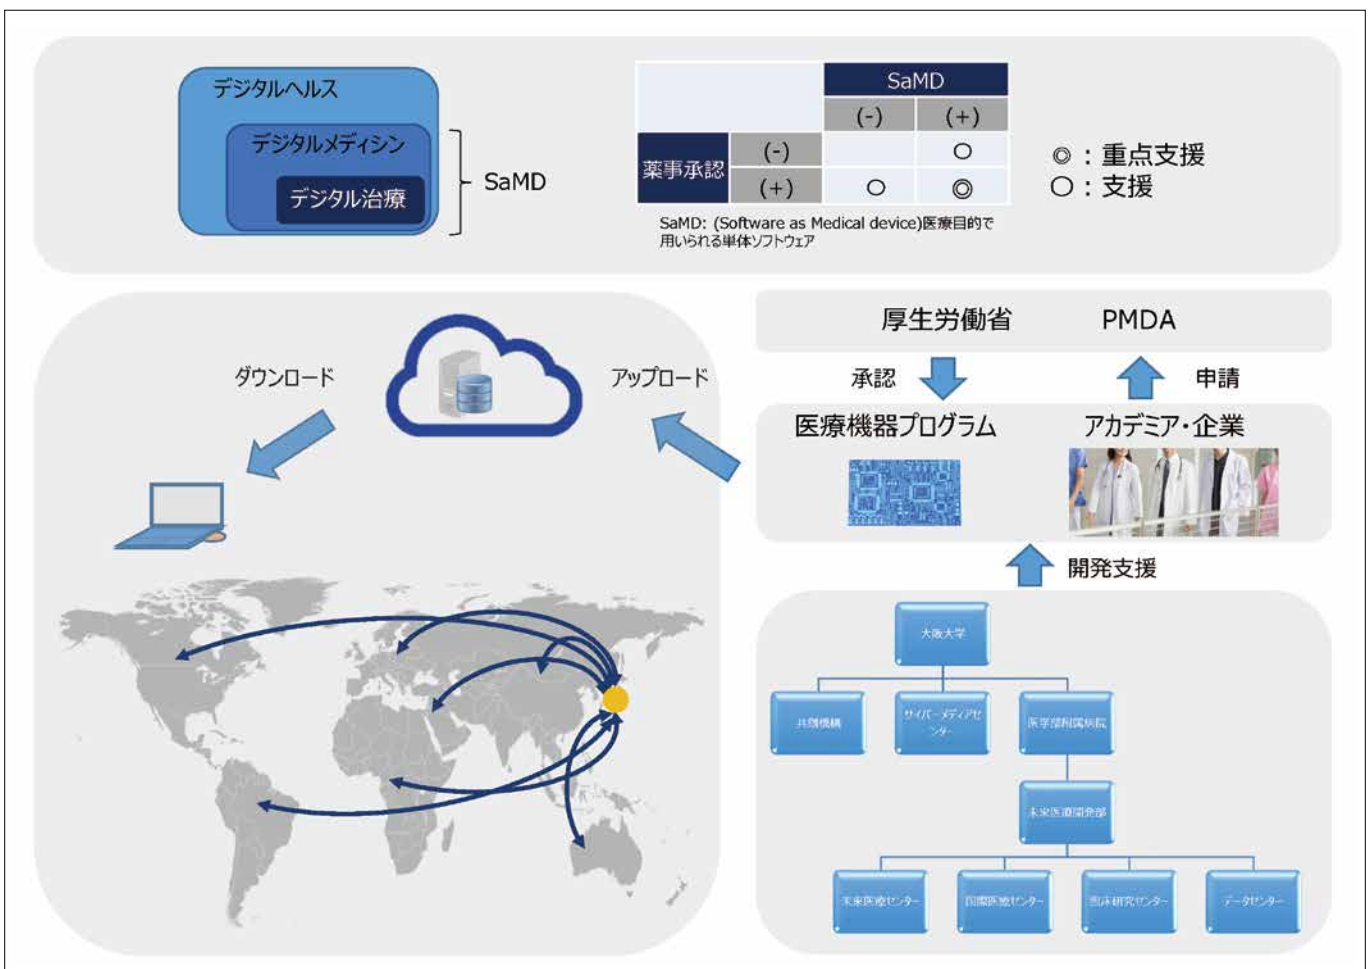 デジタルヘルス
デジタルメディシン
デジタル治療
SaMD
SaMD
(-)
(+)
薬事承認
(-)
○
(+)
○
◎
◎：重点支援
○：支援
SaMD: (Software as Medical device)医療目的で
用いられる単体ソフトウェア
ダウンロード
アップロード
厚生労働省
PMDA
承認
申請
医療機器プログラム
アカデミア・企業
開発支援
大阪大学
共創機構
サイバーメディアセ
ンター
医学部附属病院
未来医療開発部
未来医療センター
国際医療センター
臨床研究センター
データセンター